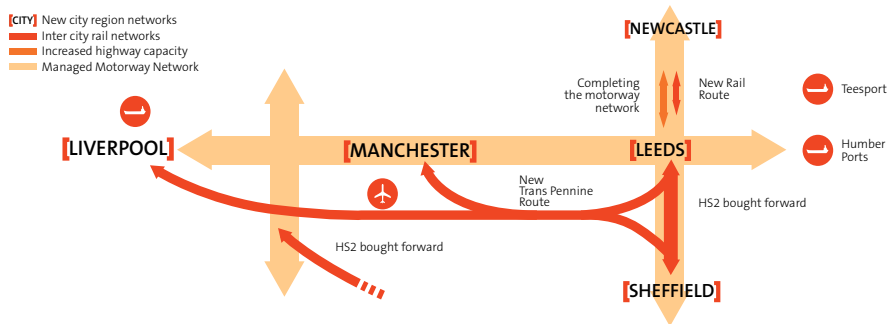 [CITY] New city region networks
Inter city rail networks
Increased highway capacity
Managed Motorway Network
[NEWCASTLE]
Completing
the motorway
network
New Rail
Route
Teesport
[LIVERPOOL]
[MANCHESTER]
[LEEDS]
Humber
Ports
New
Trans Pennine
Route
HS2 bought forward
HS2 bought forward
[SHEFFIELD]